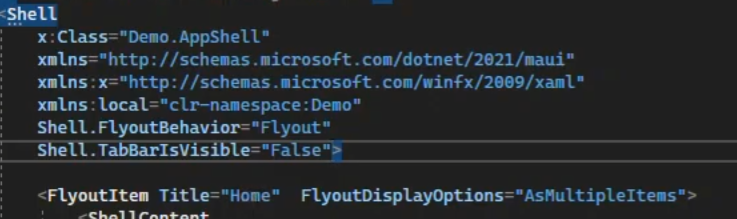 <Shell
x:Class="Demo.AppShell"
xmlns="http://schemas.microsoft.com/dotnet/2021/maui"
xmlns:x="http://schemas.microsoft.com/winfx/2009/xaml"
xmlns:local="clr-namespace:Demo"
Shell.FlyoutBehavior="Flyout"
Shell.TabBarIsVisible="False">
<FlyoutItem Title="Home"  FlyoutDisplayOptions="AsMultipleItems">
<ShellContent